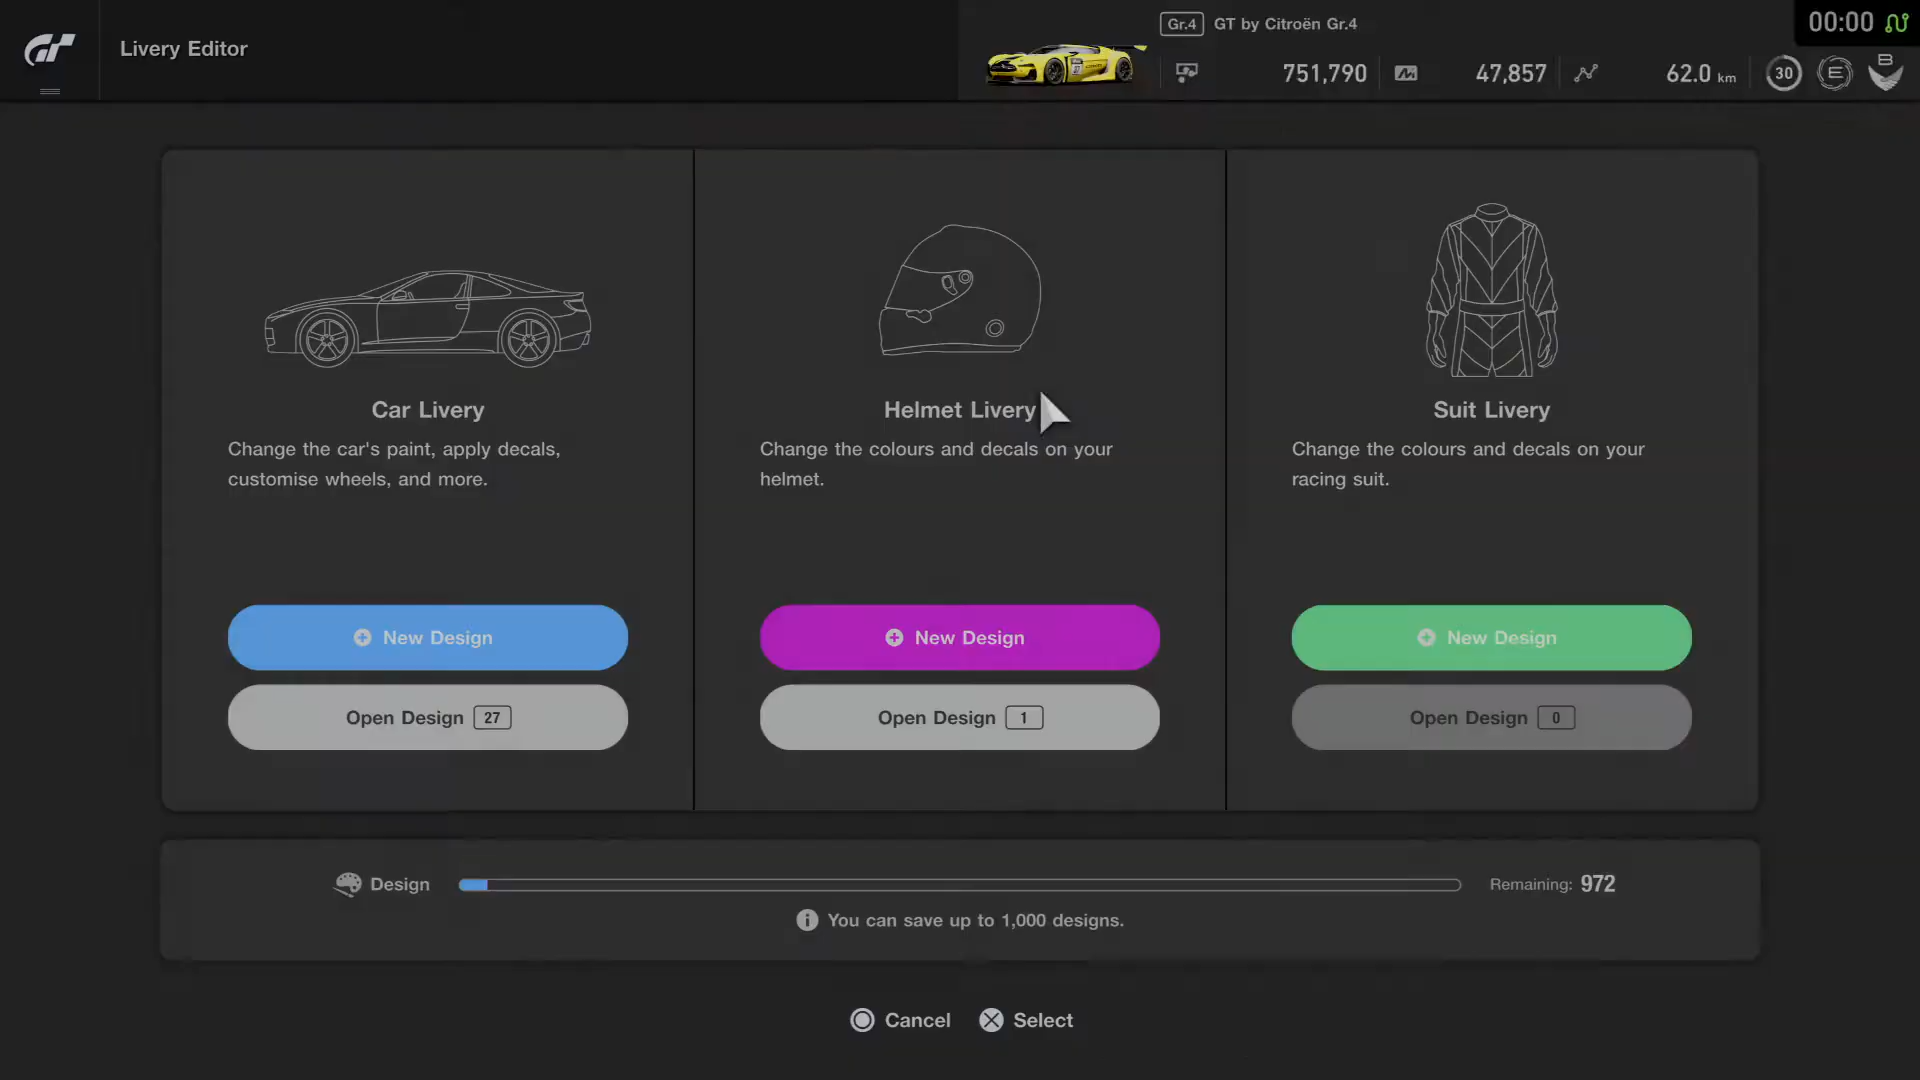 Livery Editor
Gr.4 GT by Citroën Gr.4
00:00
751,790
47,857
62.0 km
30
E
B
Car Livery
Change the car's paint, apply decals,
customise wheels, and more.
New Design
Open Design 27
Helmet Livery
Change the colours and decals on your
helmet.
New Design
Open Design 1
Suit Livery
Change the colours and decals on your
racing suit.
New Design
Open Design 0
Design
Remaining: 972
You can save up to 1,000 designs.
Cancel Select